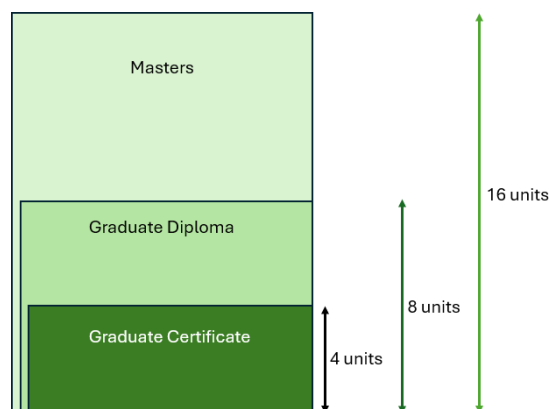 Masters
16 units
Graduate Diploma
8 units
Graduate Certificate
4 units